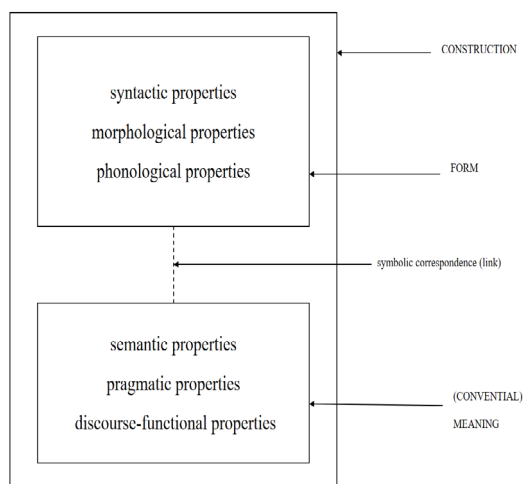 CONSTRUCTION
syntactic properties
morphological properties
phonological properties
FORM
symbolic correspondence (link)
semantic properties
pragmatic properties
discourse-functional properties
(CONVENTIAL)
MEANING